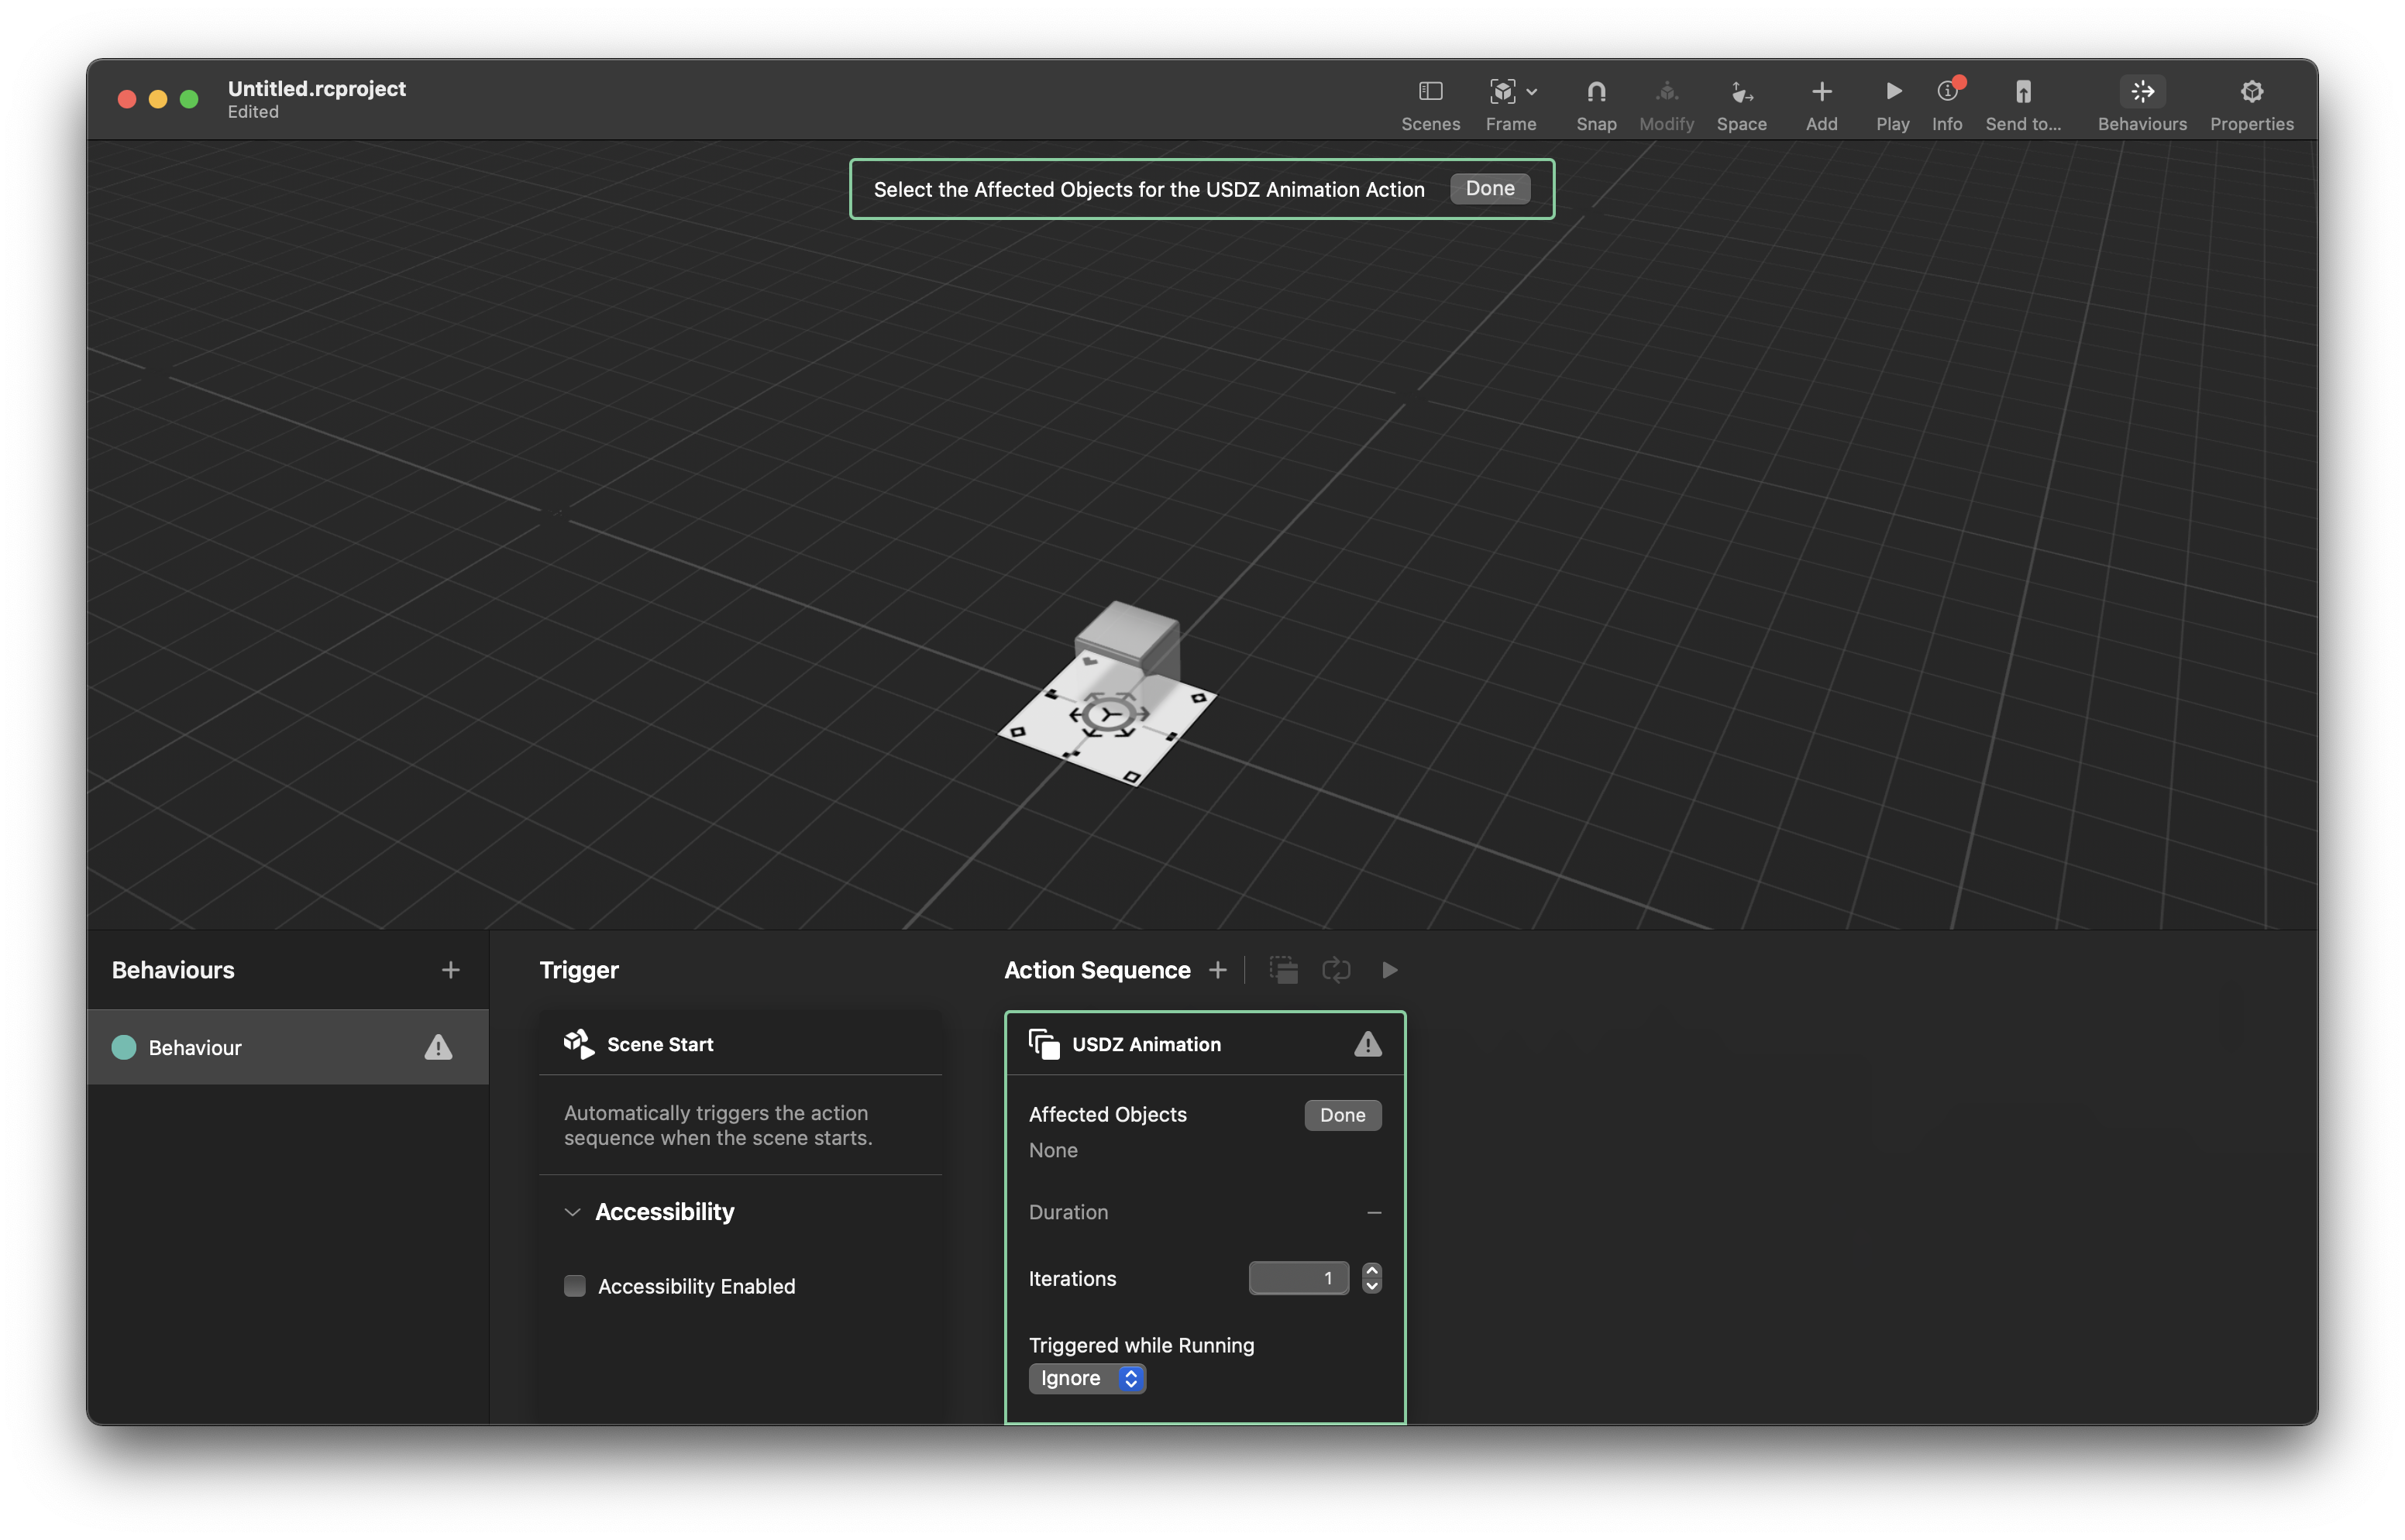 Untitled.rcproject
Edited
Scenes Frame Snap Modify Space Add Play Info Send to... Behaviours Properties
Select the Affected Objects for the USDZ Animation Action Done
Behaviours
Behaviour
Trigger
Scene Start
Automatically triggers the action
sequence when the scene starts.
Accessibility
Accessibility Enabled
Action Sequence
USDZ Animation
Affected Objects Done
None
Duration –
Iterations 1
Triggered while Running
Ignore